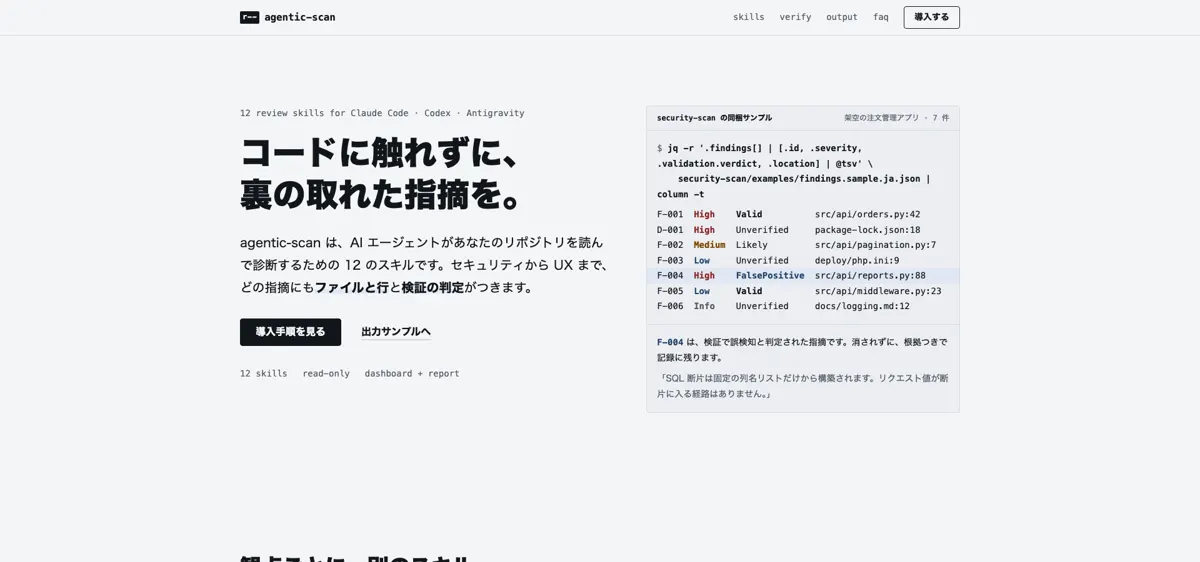 r-- agentic-scan
skills verify output faq 導入する
12 review skills for Claude Code · Codex · Antigravity
コードに触れずに、
裏の取れた指摘を。
agentic-scan は、AI エージェントがあなたのリポジトリを読ん
で診断するための 12 のスキルです。セキュリティから UX まで、
どの指摘にもファイルと行と検証の判定がつきます。
導入手順を見る 出力サンプルへ
12 skills read-only dashboard + report
security-scan の同梱サンプル 架空の注文管理アプリ · 7 件
$ jq -r '.findings[] | [.id, .severity,
.validation.verdict, .location] | @tsv' \
security-scan/examples/findings.sample.ja.json |
column -t
F-001 High Valid src/api/orders.py:42
D-001 High Unverified package-lock.json:18
F-002 Medium Likely src/api/pagination.py:7
F-003 Low Unverified deploy/php.ini:9
F-004 High FalsePositive src/api/reports.py:88
F-005 Low Valid src/api/middleware.py:23
F-006 Info Unverified docs/logging.md:12
F-004 は、検証で誤検知と判定された指摘です。消されずに、根拠つきで
記録に残ります。
「SQL 断片は固定の列名リストだけから構築されます。リクエスト値が断
片に入る経路はありません。」